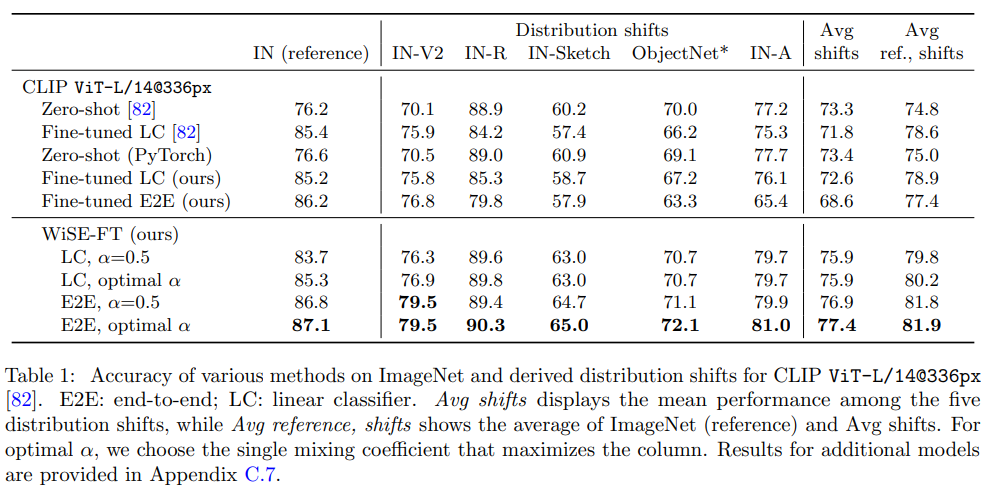 Distribution shifts Avg Avg
IN (reference) IN-V2 IN-R IN-Sketch ObjectNet* IN-A shifts ref., shifts
CLIP ViT-L/14@336px
Zero-shot [82] 76.2 70.1 88.9 60.2 70.0 77.2 73.3 74.8
Fine-tuned LC [82] 85.4 75.9 84.2 57.4 66.2 75.3 71.8 78.6
Zero-shot (PyTorch) 76.6 70.5 89.0 60.9 69.1 77.7 73.4 75.0
Fine-tuned LC (ours) 85.2 75.8 85.3 58.7 67.2 76.1 72.6 78.9
Fine-tuned E2E (ours) 86.2 76.8 79.8 57.9 63.3 65.4 68.6 77.4
WiSE-FT (ours)
LC, α=0.5 83.7 76.3 89.6 63.0 70.7 79.7 75.9 79.8
LC, optimal α 85.3 76.9 89.8 63.0 70.7 79.7 75.9 80.2
E2E, α=0.5 86.8 79.5 89.4 64.7 71.1 79.9 76.9 81.8
E2E, optimal α 87.1 79.5 90.3 65.0 72.1 81.0 77.4 81.9
Table 1: Accuracy of various methods on ImageNet and derived distribution shifts for CLIP ViT-L/14@336px
[82]. E2E: end-to-end; LC: linear classifier. Avg shifts displays the mean performance among the five
distribution shifts, while Avg reference, shifts shows the average of ImageNet (reference) and Avg shifts. For
optimal α, we choose the single mixing coefficient that maximizes the column. Results for additional models
are provided in Appendix C.7.